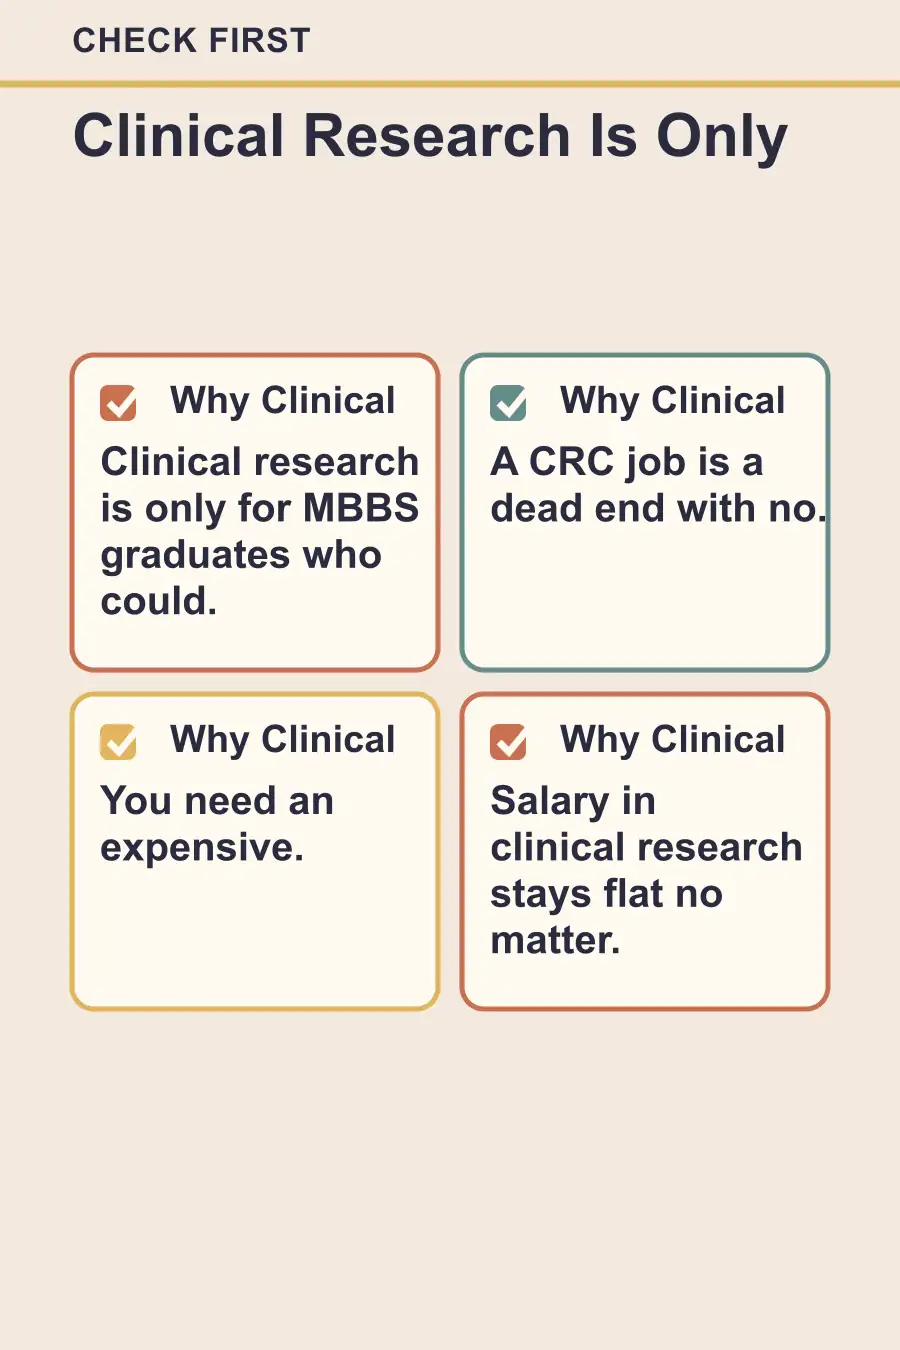 CHECK FIRST
Clinical Research Is Only
Why Clinical
Clinical research
is only for MBBS
graduates who
could.
Why Clinical
A CRC job is a
dead end with no.
Why Clinical
You need an
expensive.
Why Clinical
Salary in
clinical research
stays flat no
matter.